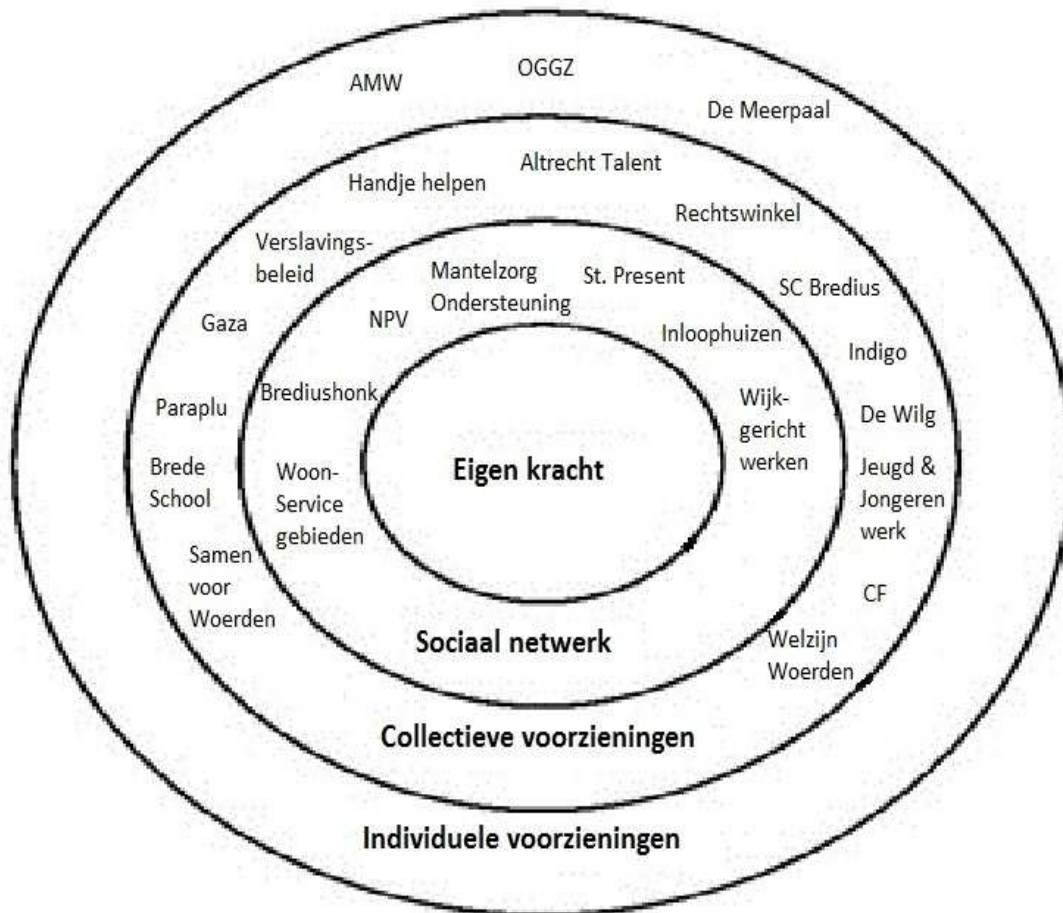 AMW
OGGZ
De Meerpaal
Altrecht Talent
Handje helpen
Rechtswinkel
Verslavings-
beleid
Mantelzorg
Ondersteuning
St. Present
SC Bredius
Gaza
NPV
Inloophuizen
Indigo
Brediushonk
Paraplu
Wijk-
gericht
werken
De Wilg
Eigen kracht
Brede
School
Woon-
Service
gebieden
Jeugd &
Jongeren
werk
Samen
voor
Woerden
CF
Sociaal netwerk
Welzijn
Woerden
Collectieve voorzieningen
Individuele voorzieningen